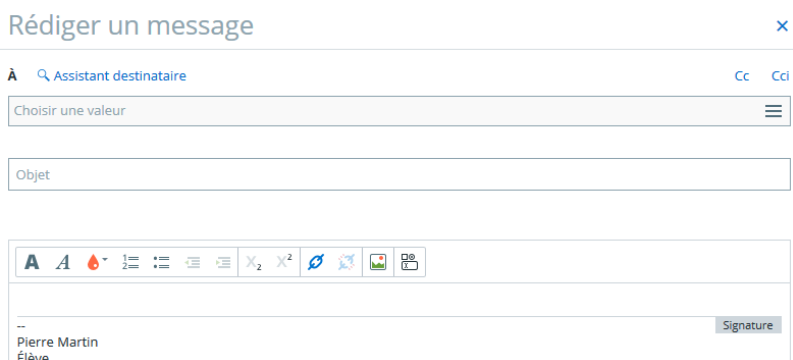 Rédiger un message
À Assistant destinataire Cc Cci
Choisir une valeur
Objet
--
Signature
Pierre Martin
Élève